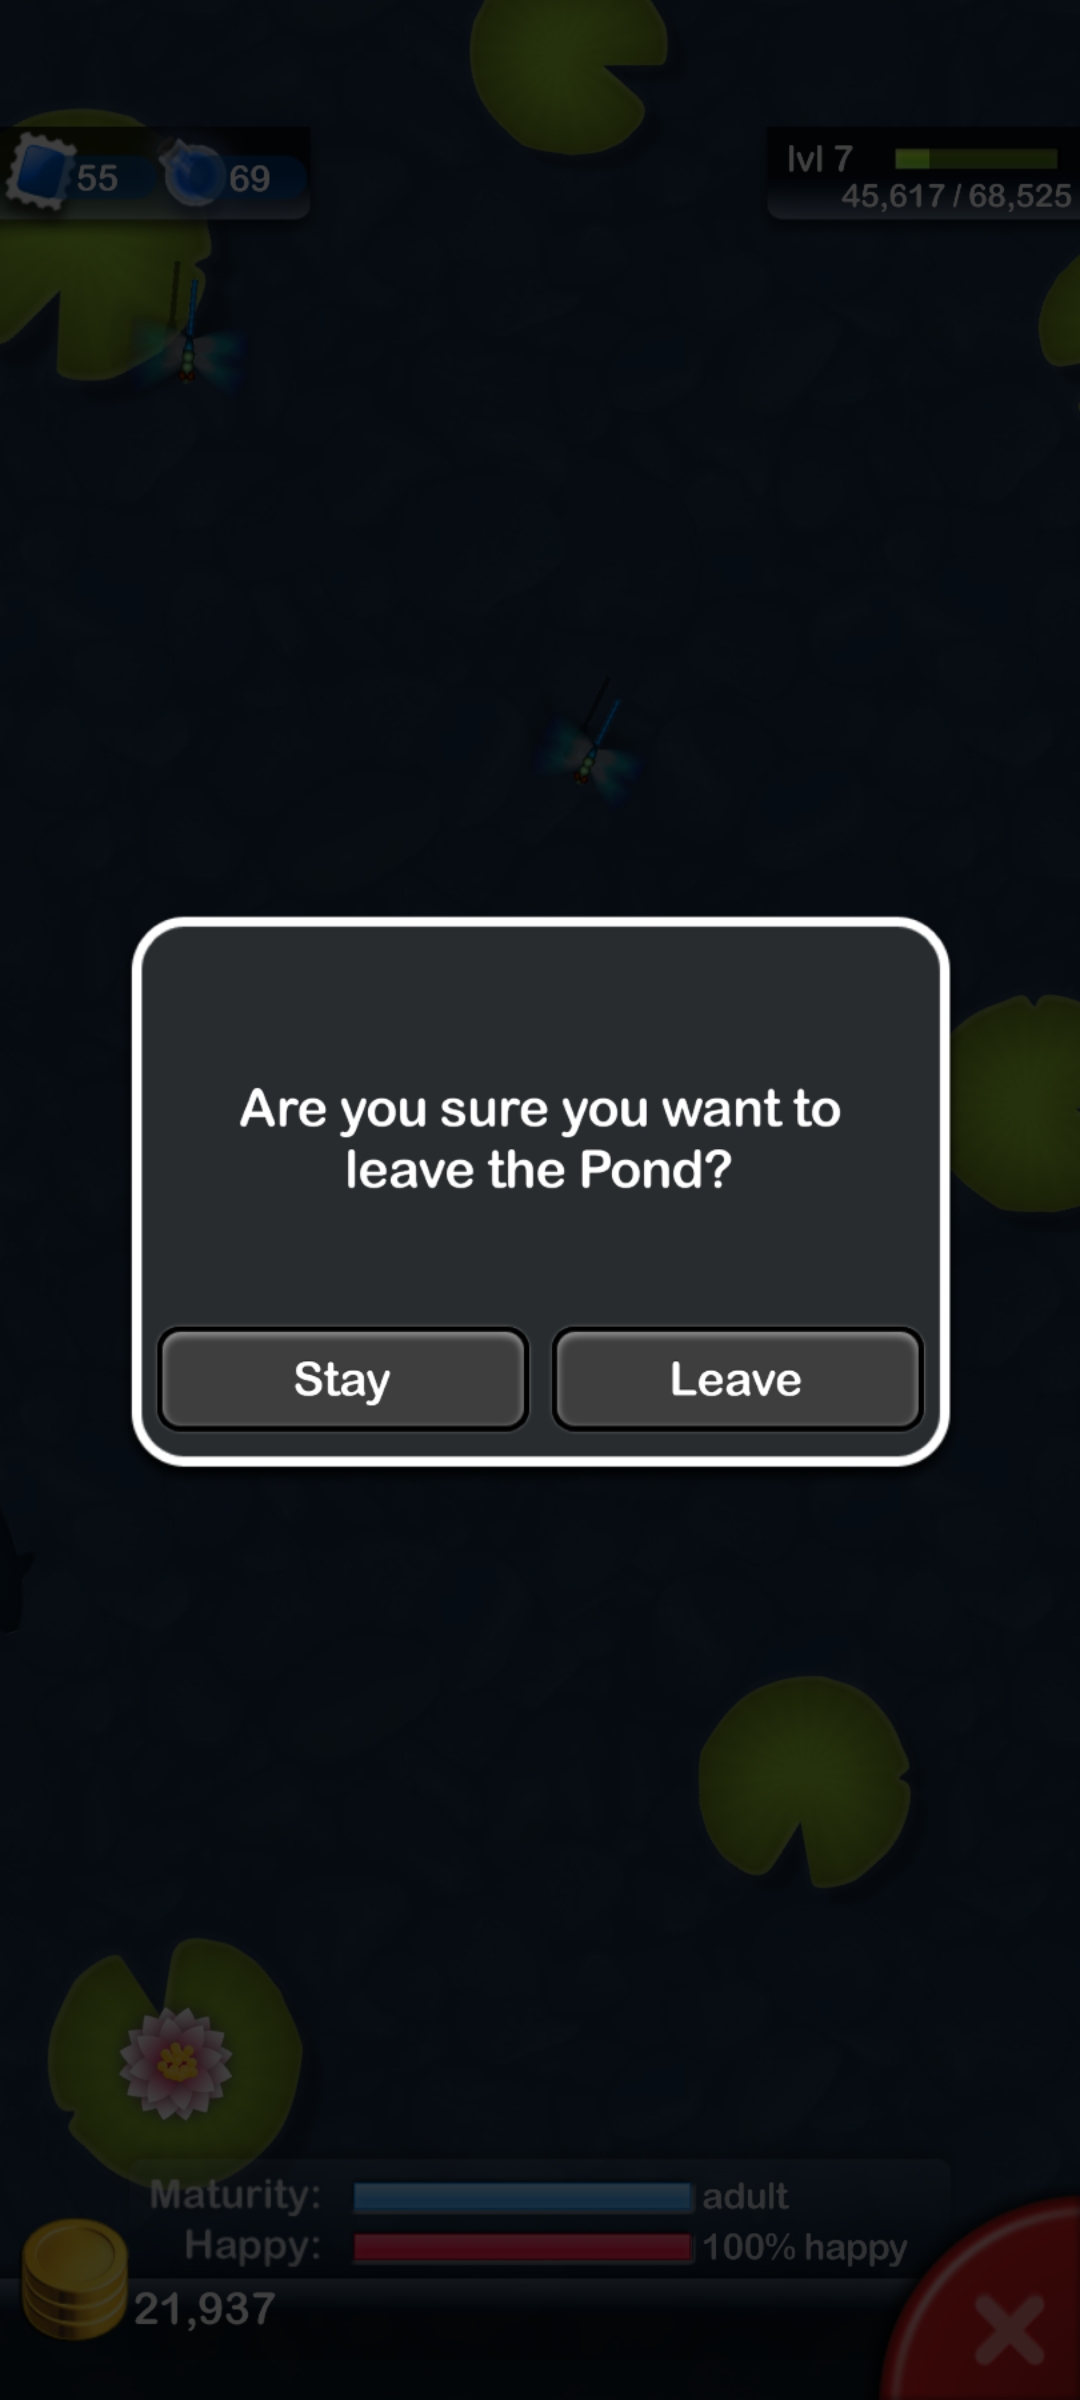 55
69
lvl 7
45,617 / 68,525
Are you sure you want to
leave the Pond?
Stay
Leave
Maturity:
adult
Happy:
100% happy
21,937